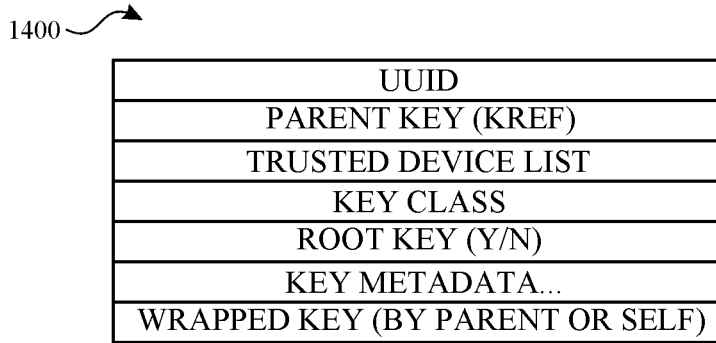 1400
UUID
PARENT KEY (KREF)
TRUSTED DEVICE LIST
KEY CLASS
ROOT KEY (Y/N)
KEY METADATA...
WRAPPED KEY (BY PARENT OR SELF)